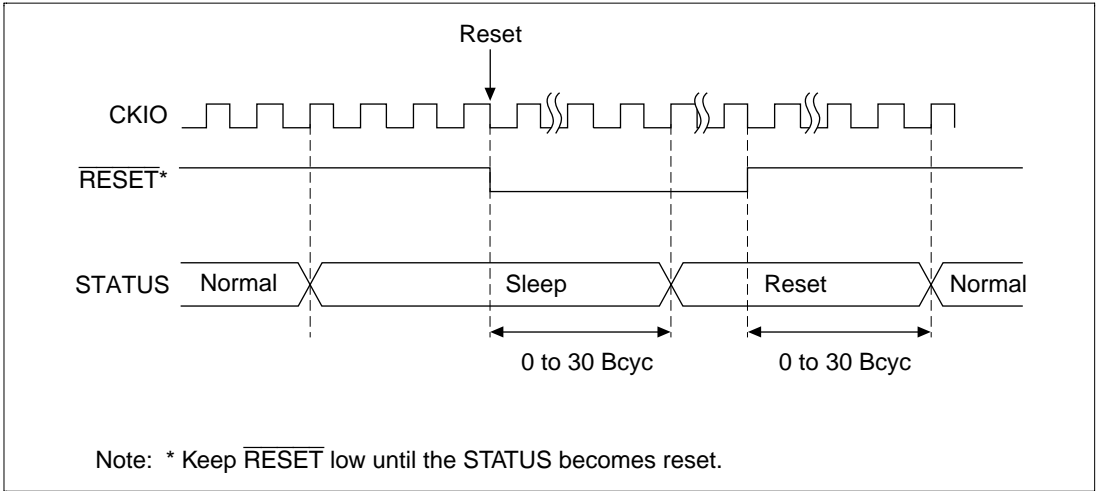 Reset
CKIO
RESET*
STATUS Normal Sleep Reset Normal
0 to 30 Bcyc 0 to 30 Bcyc
Note: * Keep RESET low until the STATUS becomes reset.